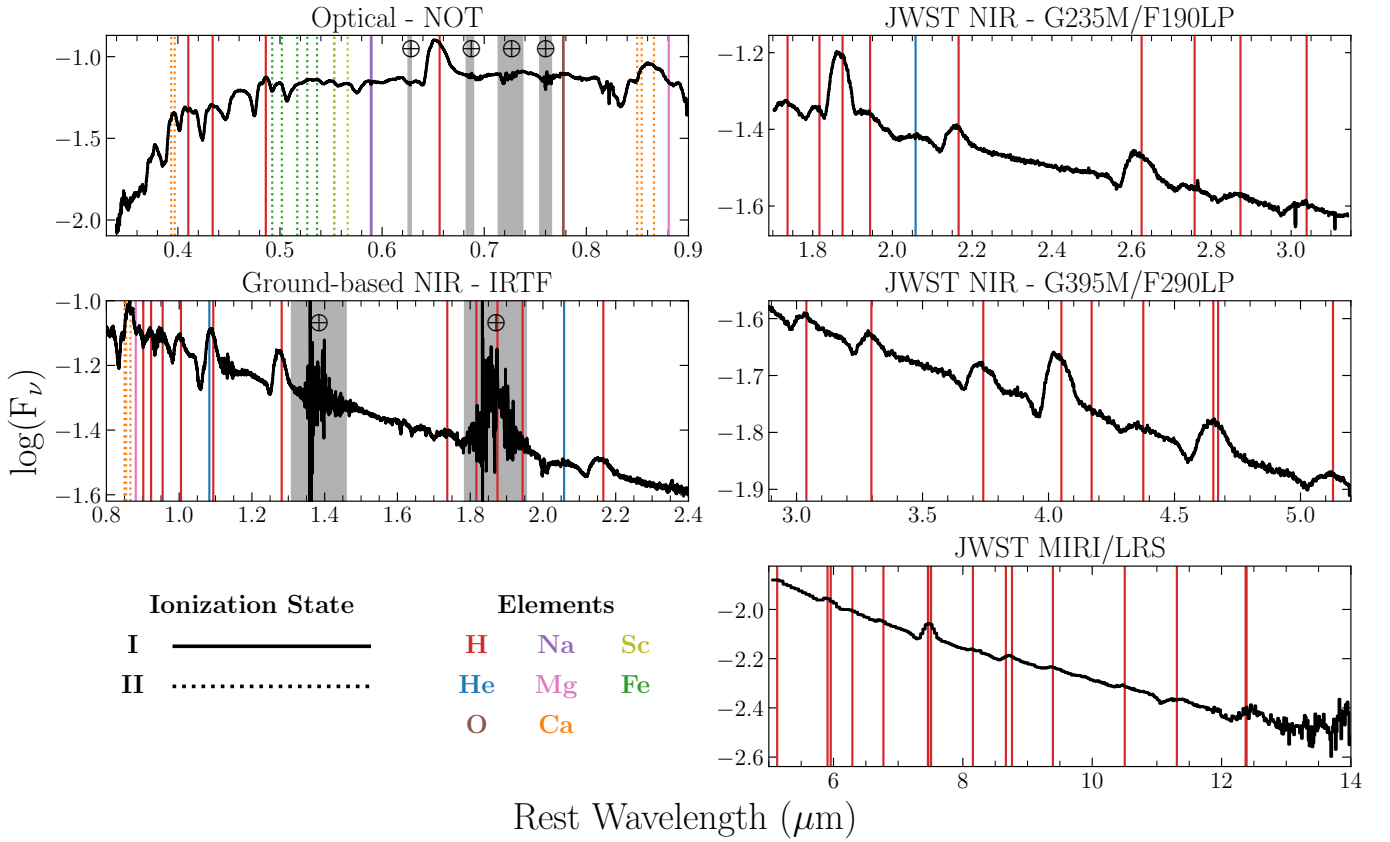 Optical - NOT
−1.0
−1.5
−2.0
0.4 0.5 0.6 0.7 0.8 0.9
JWST NIR - G235M/F190LP
−1.2
−1.4
−1.6
1.8 2.0 2.2 2.4 2.6 2.8 3.0
Ground-based NIR - IRTF
−1.0
−1.2
−1.4
−1.6
0.8 1.0 1.2 1.4 1.6 1.8 2.0 2.2 2.4
JWST NIR - G395M/F290LP
−1.6
−1.7
−1.8
−1.9
3.0 3.5 4.0 4.5 5.0
log(Fν)
Ionization State
I
II
Elements
H Na Sc
He Mg Fe
O Ca
JWST MIRI/LRS
−2.0
−2.2
−2.4
−2.6
6 8 10 12 14
Rest Wavelength (μm)